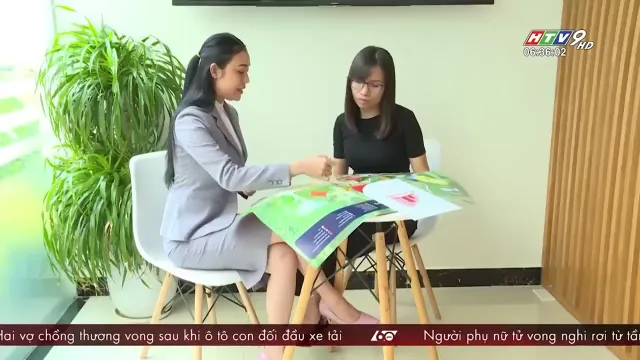 HTV9 HD
06:36:02
Hai vợ chồng thương vong sau khi ô tô con đối đầu xe tải 60 Người phụ nữ tử vong nghi rơi từ tầ